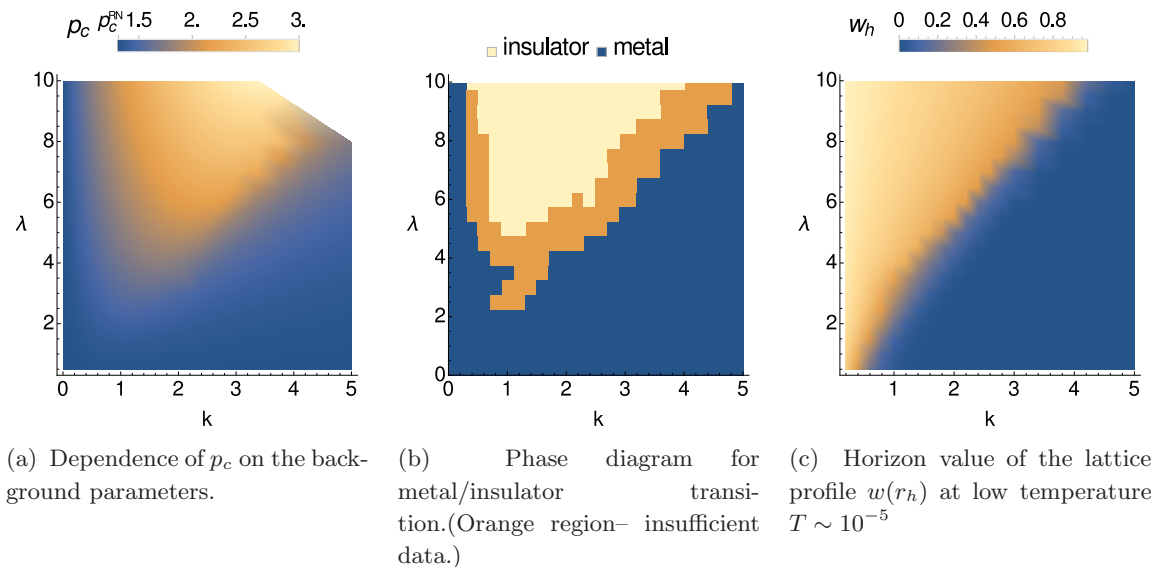 p_c p_c^RN 1.5 2. 2.5 3.
10
8
6
λ
4
2
0 1 2 3 4 5
k
insulator metal
10
8
6
λ
4
2
0
0 1 2 3 4 5
k
w_h 0 0.2 0.4 0.6 0.8
10
8
6
λ
4
2
1 2 3 4 5
k
(a) Dependence of p_c on the back-
ground parameters.
(b) Phase diagram for
metal/insulator transi-
tion.(Orange region– insufficient
data.)
(c) Horizon value of the lattice
profile w(r_h) at low temperature
T ∼ 10^−5